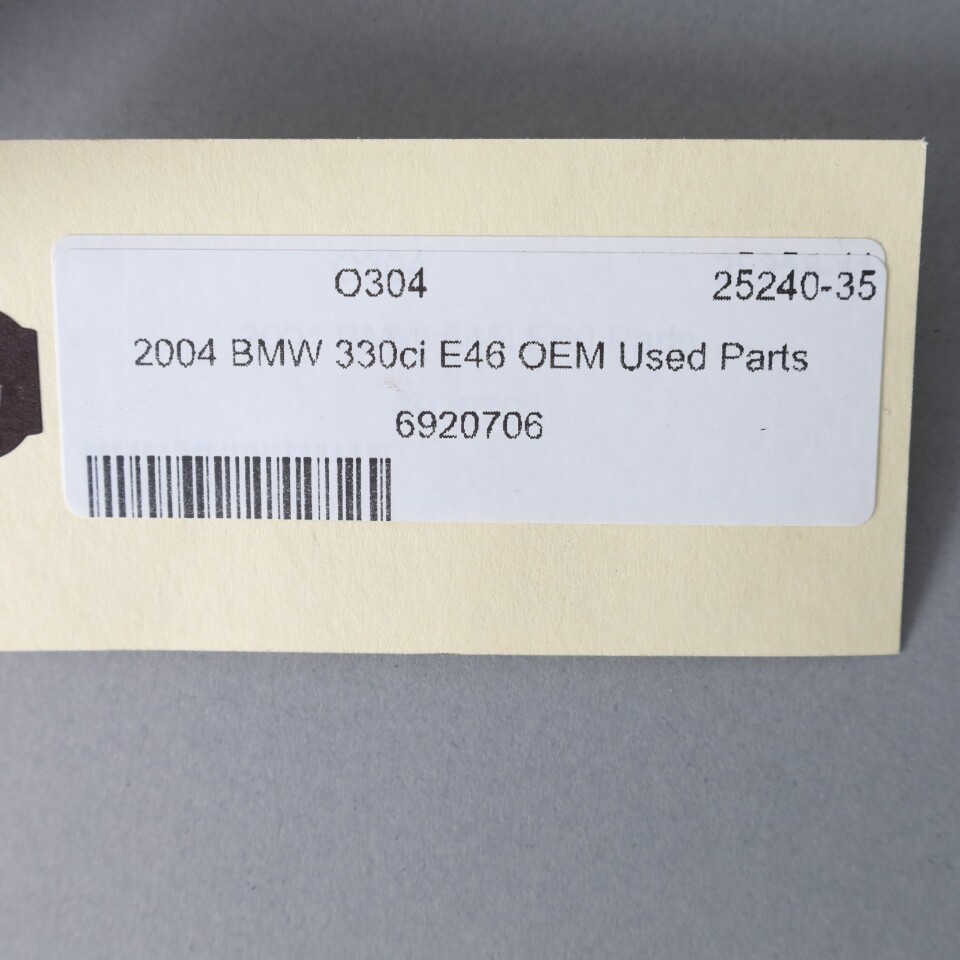 O304 25240-35
2004 BMW 330ci E46 OEM Used Parts
6920706